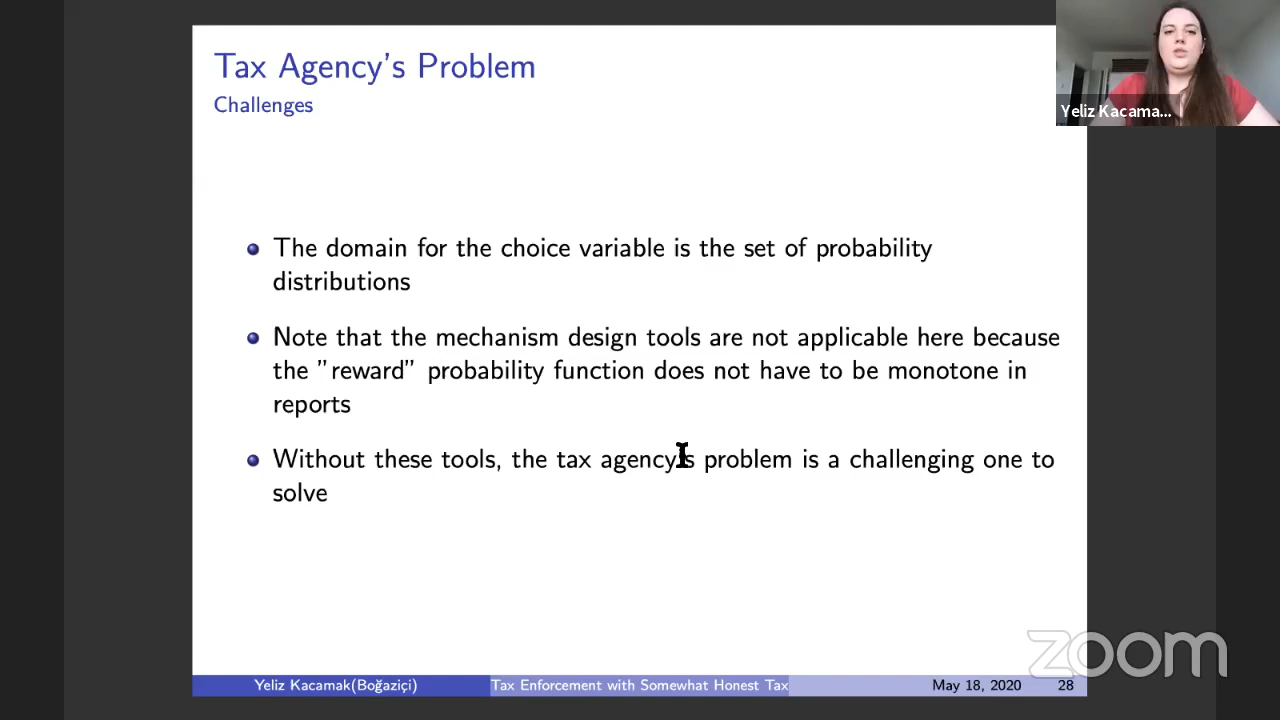 Tax Agency's Problem
Challenges
Yeliz Kacama...
The domain for the choice variable is the set of probability
distributions
Note that the mechanism design tools are not applicable here because
the "reward" probability function does not have to be monotone in
reports
Without these tools, the tax agency's problem is a challenging one to
solve
zoom
Yeliz Kacamak(Boğaziçi)
Tax Enforcement with Somewhat Honest Tax
May 18, 2020
28